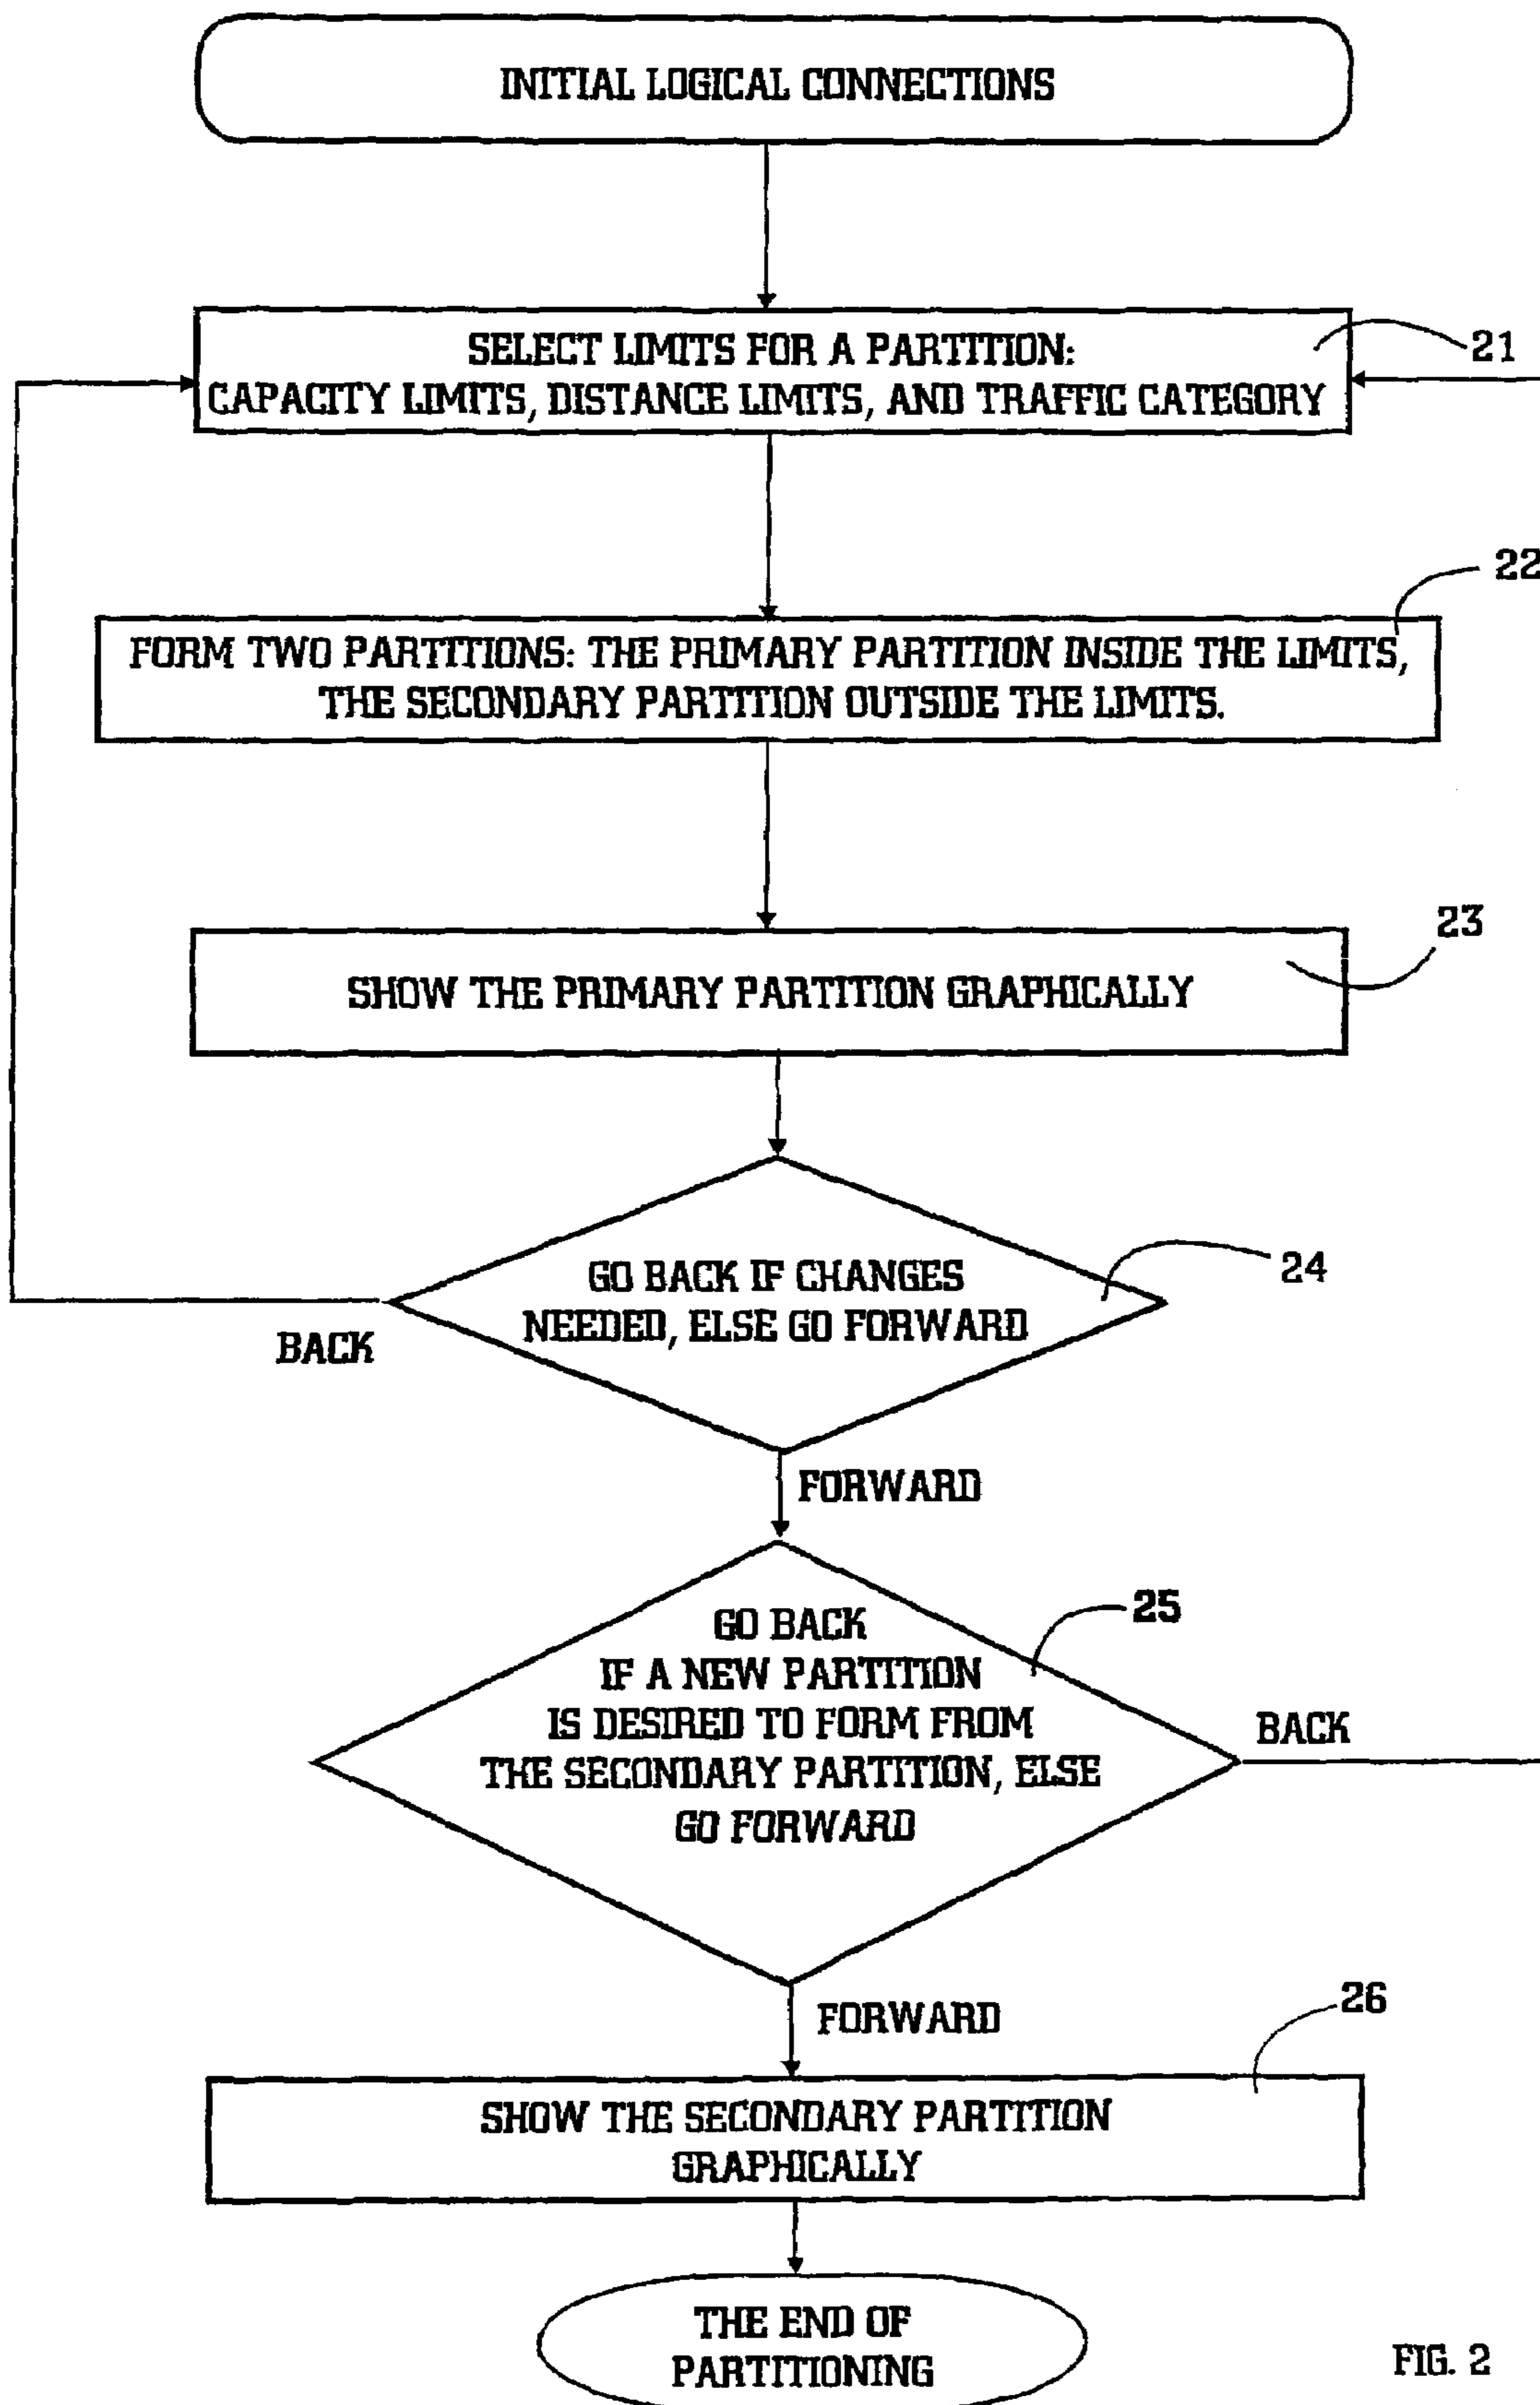 INITIAL LOGICAL CONNECTIONS
SELECT LIMITS FOR A PARTITION:
CAPACITY LIMITS, DISTANCE LIMITS, AND TRAFFIC CATEGORY
21
22
FORM TWO PARTITIONS: THE PRIMARY PARTITION INSIDE THE LIMITS,
THE SECONDARY PARTITION OUTSIDE THE LIMITS.
23
SHOW THE PRIMARY PARTITION GRAPHICALLY
24
GO BACK IF CHANGES
NEEDED, ELSE GO FORWARD
BACK
FORWARD
25
GO BACK
IF A NEW PARTITION
IS DESIRED TO FORM FROM
THE SECONDARY PARTITION, ELSE
GO FORWARD
BACK
FORWARD
26
SHOW THE SECONDARY PARTITION
GRAPHICALLY
THE END OF
PARTITIONING
FIG. 2